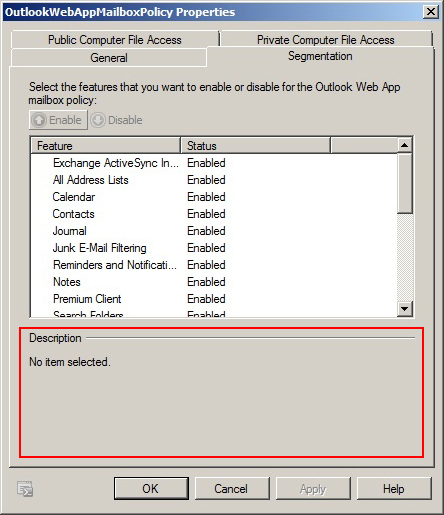 OutlookWebAppMailboxPolicy Properties
Public Computer File Access
Private Computer File Access
General
Segmentation
Select the features that you want to enable or disable for the Outlook Web App
mailbox policy:
Enable Disable
Feature Status
Exchange ActiveSync In... Enabled
All Address Lists Enabled
Calendar Enabled
Contacts Enabled
Journal Enabled
Junk E-Mail Filtering Enabled
Reminders and Notificati... Enabled
Notes Enabled
Premium Client Enabled
Search Folders Enabled
Description
No item selected.
OK Cancel Apply Help